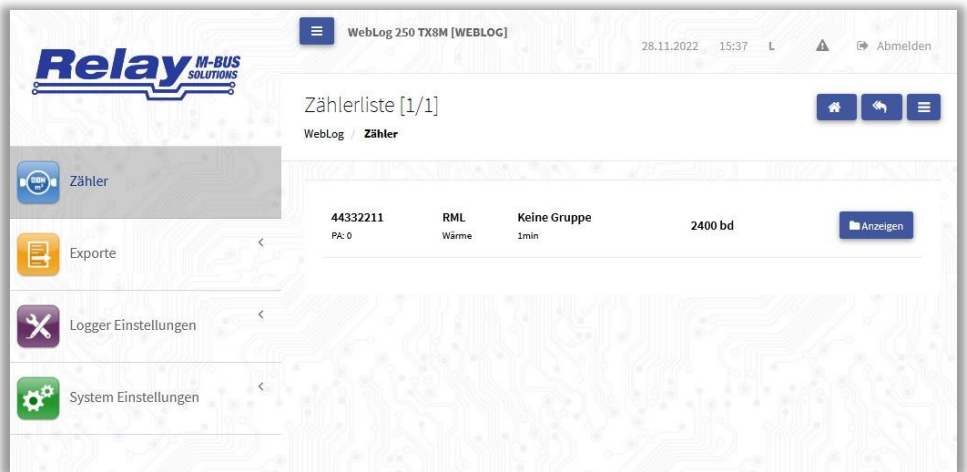 Relay M-BUS SOLUTIONS
WebLog 250 TX8M [WEBLOG]
28.11.2022 15:37 L Abmelden
Zählerliste [1/1]
WebLog / Zähler
Zähler
Exporte
Logger Einstellungen
System Einstellungen
44332211 RML Keine Gruppe 2400 bd Anzeigen
PA: 0 Wärme 1min